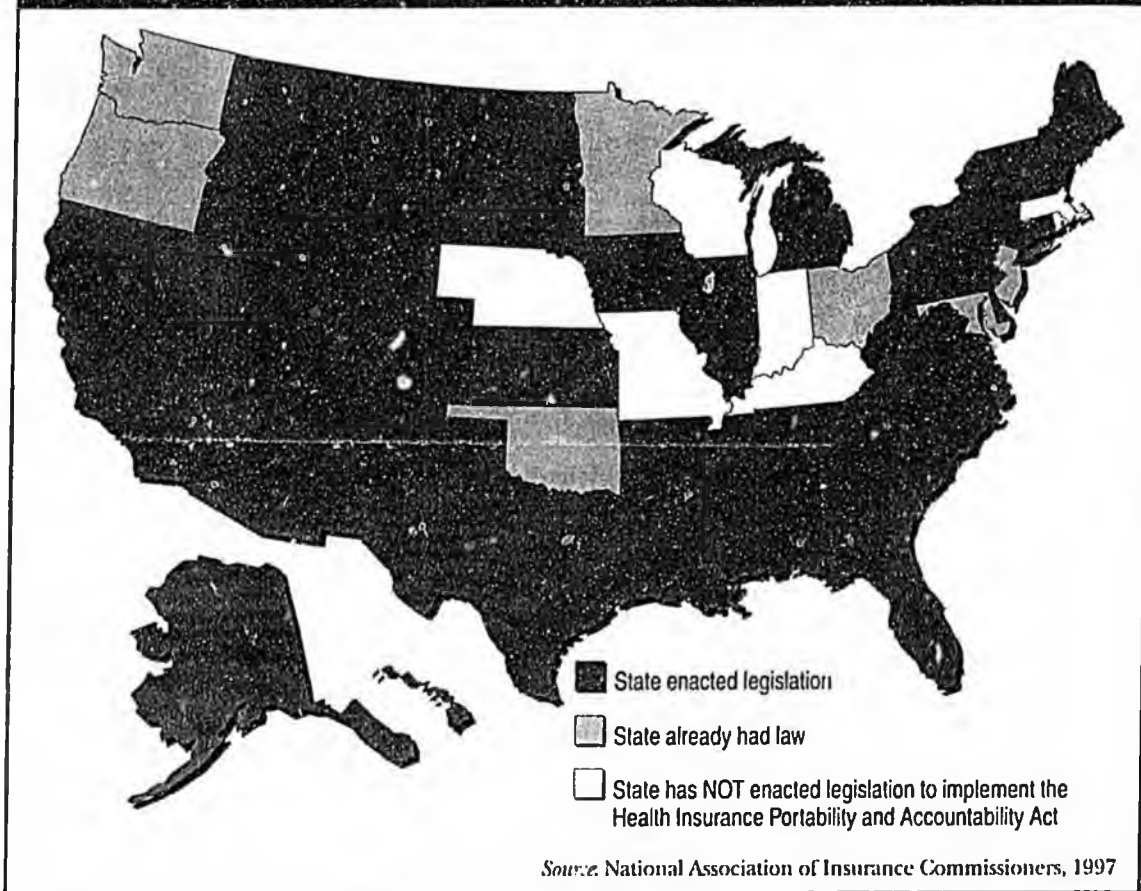 State enacted legislation
State already had law
State has NOT enacted legislation to implement the
Health Insurance Portability and Accountability Act
Source: National Association of Insurance Commissioners, 1997